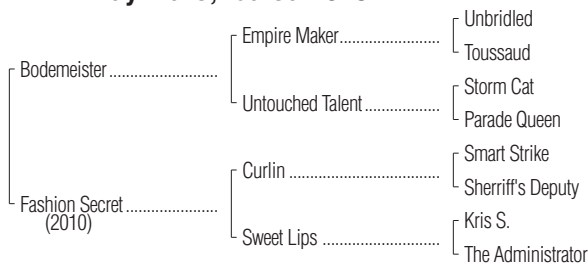 Unbridled
Empire Maker
Toussaud
Bodemeister
Storm Cat
Untouched Talent
Parade Queen
Smart Strike
Curlin
Sherriff's Deputy
Fashion Secret
(2010)
Kris S.
Sweet Lips
The Administrator